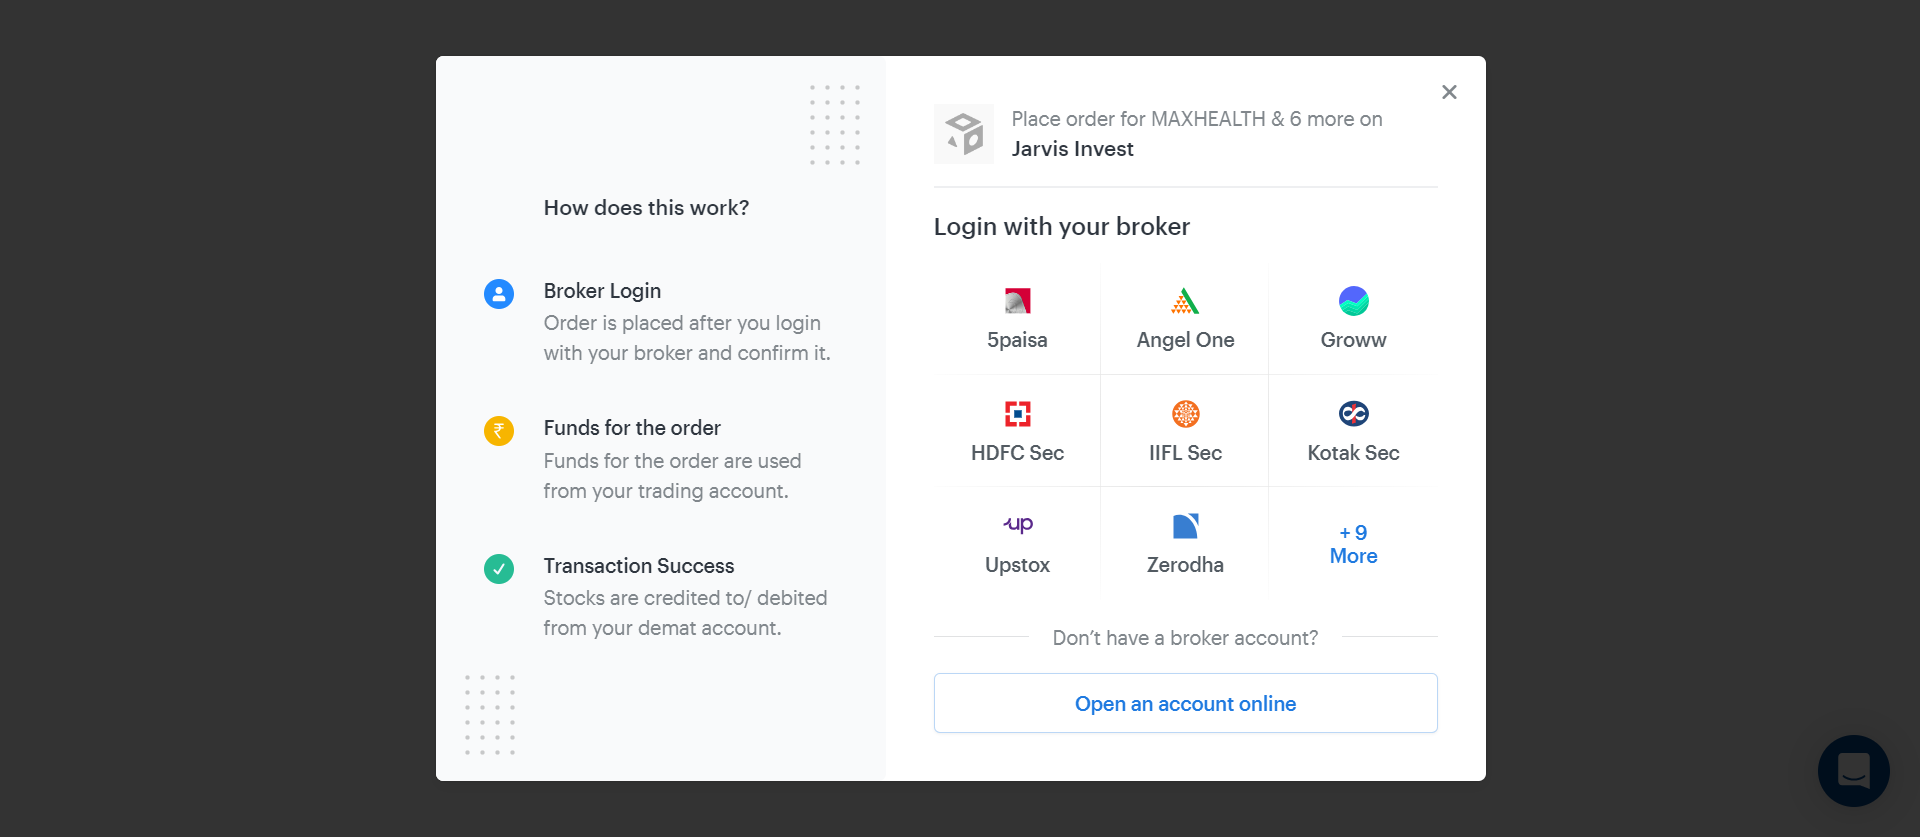 How does this work?
Broker Login
Order is placed after you login
with your broker and confirm it.
Funds for the order
Funds for the order are used
from your trading account.
Transaction Success
Stocks are credited to/ debited
from your demat account.
Place order for MAXHEALTH & 6 more on
Jarvis Invest
Login with your broker
5paisa
Angel One
Groww
HDFC Sec
IIFL Sec
Kotak Sec
up
Upstox
Zerodha
+ 9
More
Don’t have a broker account?
Open an account online